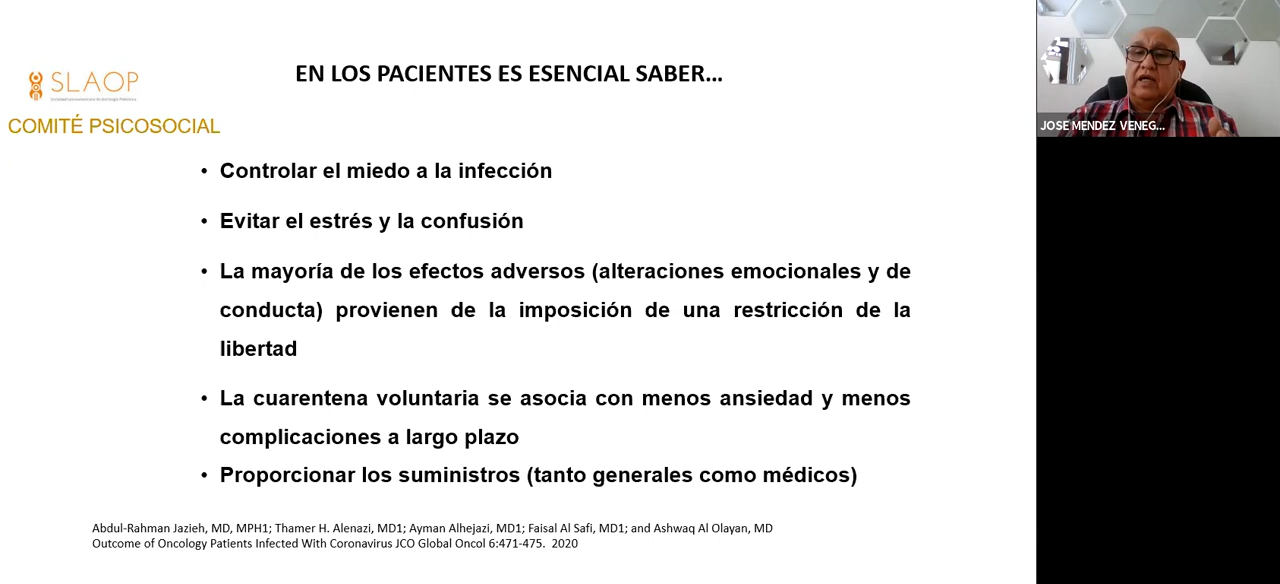 EN LOS PACIENTES ES ESENCIAL SABER...
SLAOP
COMITÉ PSICOSOCIAL
JOSE MENDEZ VENEG...
• Controlar el miedo a la infección
• Evitar el estrés y la confusión
• La mayoría de los efectos adversos (alteraciones emocionales y de
conducta) provienen de la imposición de una restricción de la
libertad
• La cuarentena voluntaria se asocia con menos ansiedad y menos
complicaciones a largo plazo
• Proporcionar los suministros (tanto generales como médicos)
Abdul-Rahman Jazieh, MD, MPH1; Thamer H. Alenazi, MD1; Ayman Alhejazi, MD1; Faisal Al Safi, MD1; and Ashwaq Al Olayan, MD
Outcome of Oncology Patients Infected With Coronavirus JCO Global Oncol 6:471-475. 2020